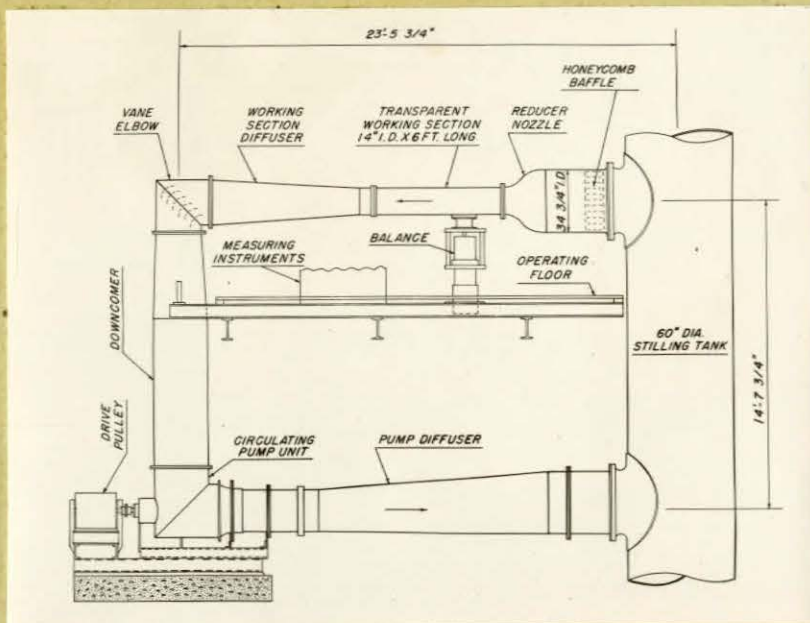 23'-5 3/4"
HONEYCOMB
BAFFLE
VANE
ELBOW
WORKING
SECTION
DIFFUSER
TRANSPARENT
WORKING SECTION
14" I.D. X 6 FT. LONG
REDUCER
NOZZLE
34 3/4" I.D.
MEASURING
INSTRUMENTS
BALANCE
OPERATING
FLOOR
DOWNCOMER
60" DIA.
STILLING TANK
14'-7 3/4"
DRIVE
PULLEY
CIRCULATING
PUMP UNIT
PUMP DIFFUSER